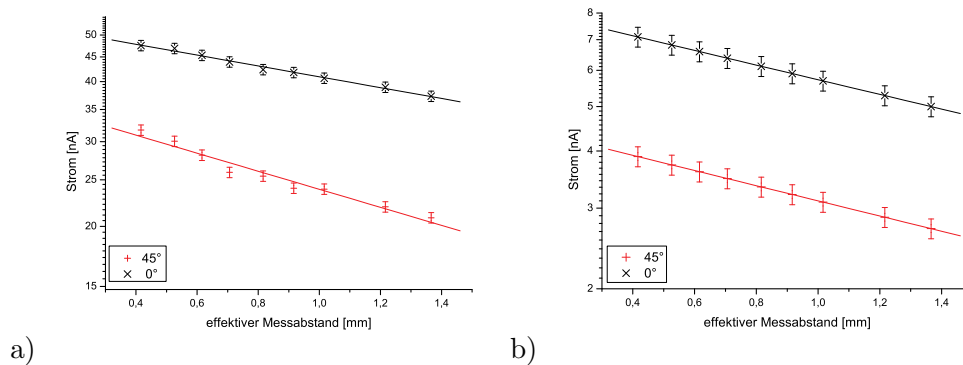 50
45
40
35
30
25
20
15
Strom [nA]
45°
0°
0,4 0,6 0,8 1,0 1,2 1,4
effektiver Messabstand [mm]
a)
8
7
6
5
4
3
2
Strom [nA]
45°
0°
0,4 0,6 0,8 1,0 1,2 1,4
effektiver Messabstand [mm]
b)